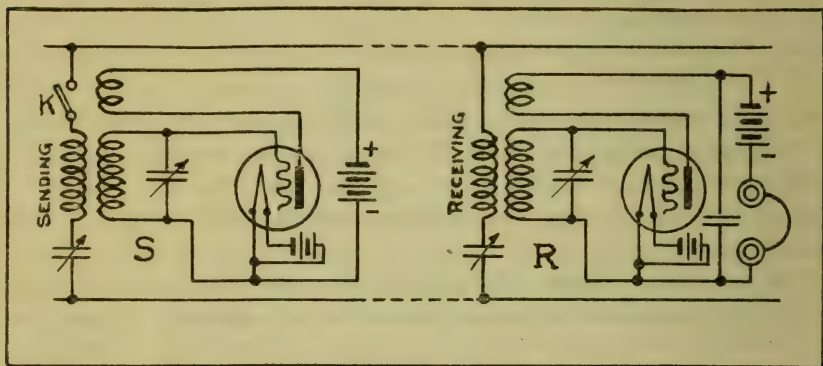 K
SENDING
S
+
-
RECEIVING
R
+
-